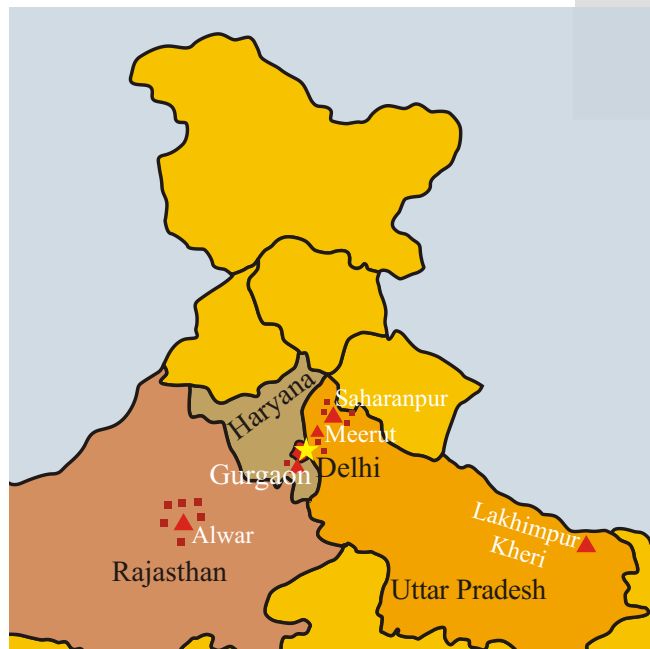 Haryana
Saharanpur
Meerut
Gurgaon
Delhi
Alwar
Lakhimpur
Kheri
Rajasthan
Uttar Pradesh